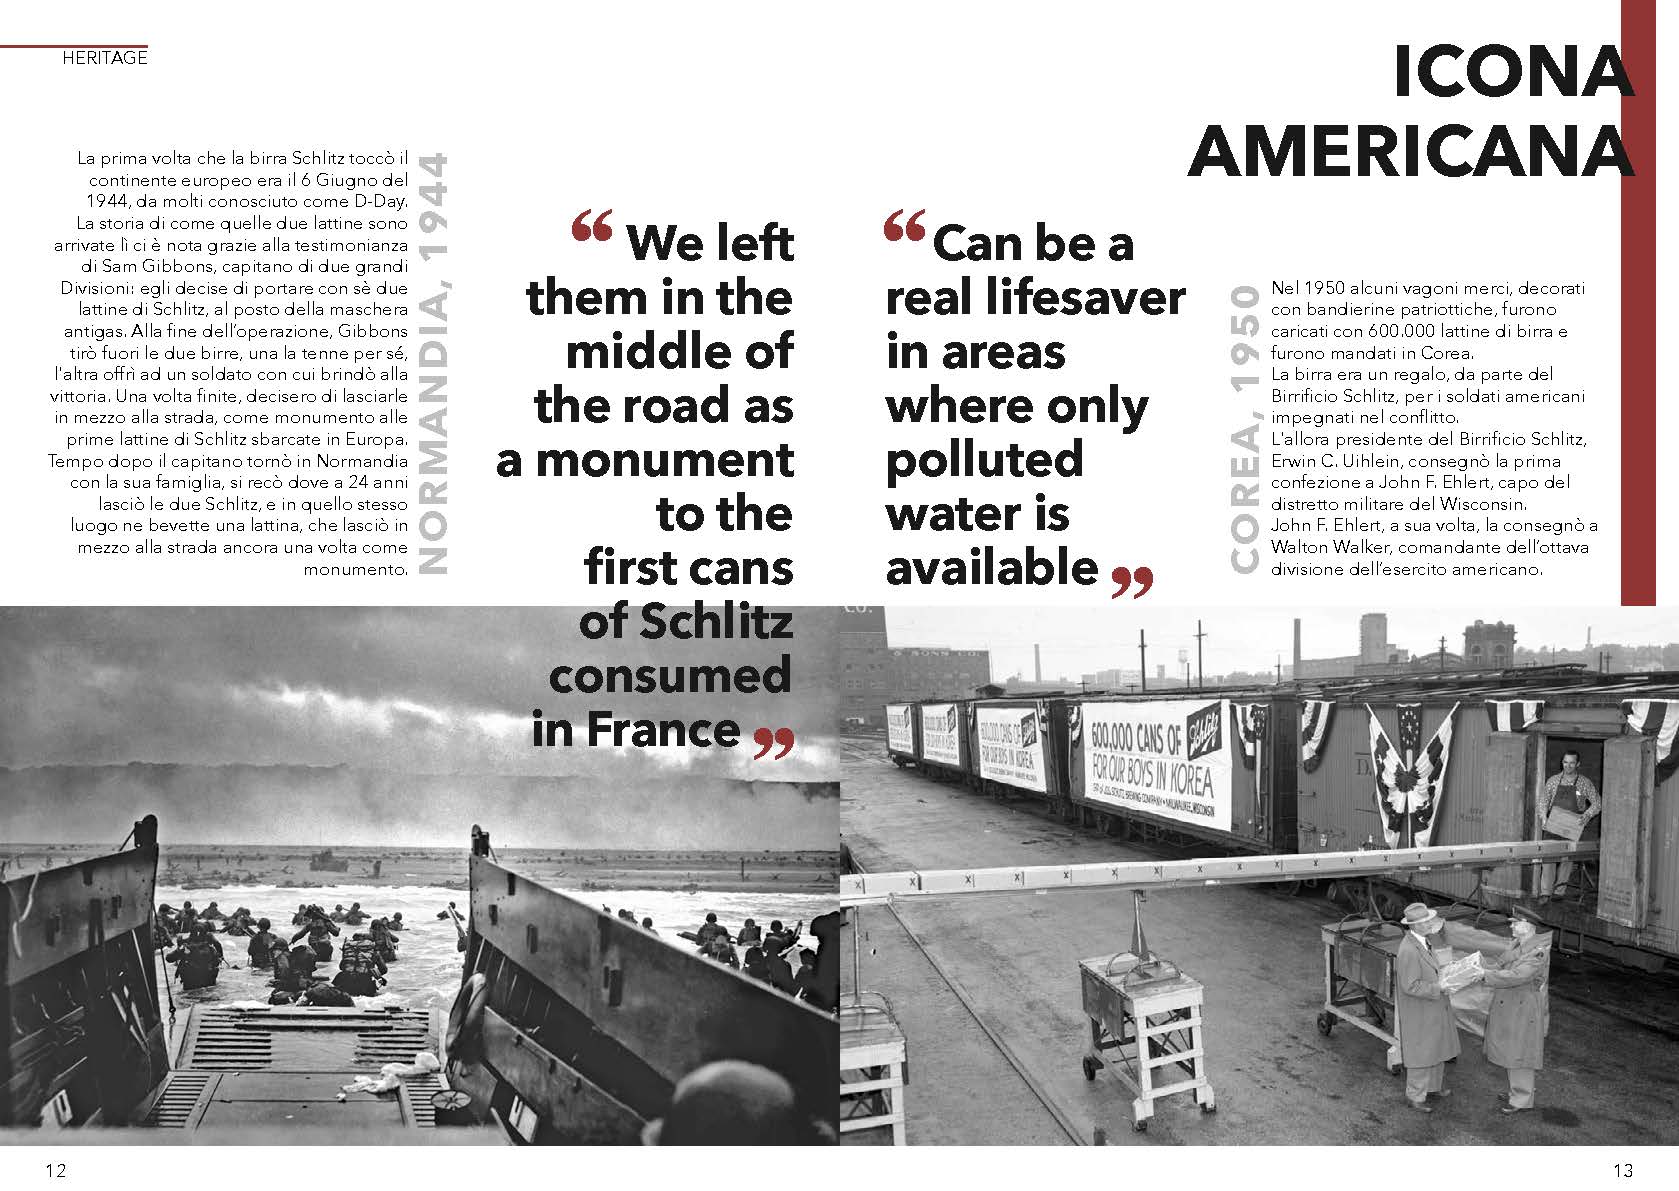 HERITAGE
ICONA
AMERICANA
La prima volta che la birra Schlitz toccò il
continente europeo era il 6 Giugno del
1944, da molti conosciuto come D-Day.
La storia di come quelle due lattine sono
arrivate lì ci è nota grazie alla testimonianza
di Sam Gibbons, capitano di due grandi
Divisioni: egli decise di portare con sè due
lattine di Schlitz, al posto della maschera
antigas. Alla fine dell'operazione, Gibbons
tirò fuori le due birre, una la tenne per sé,
l'altra offrì ad un soldato con cui brindò alla
vittoria. Una volta finite, decisero di lasciarle
in mezzo alla strada, come monumento alle
prime lattine di Schlitz sbarcate in Europa.
Tempo dopo il capitano tornò in Normandia
con la sua famiglia, si recò dove a 24 anni
lasciò le due Schlitz, e in quello stesso
luogo ne bevette una lattina, che lasciò in
mezzo alla strada ancora una volta come
monumento.
NORMANDIA, 1944
“ We left
them in the
middle of
the road as
a monument
to the
first cans
of Schlitz
consumed
in France ”
“ Can be a
real lifesaver
in areas
where only
polluted
water is
available ”
COREA, 1950
Nel 1950 alcuni vagoni merci, decorati
con bandierine patriottiche, furono
caricati con 600.000 lattine di birra e
furono mandati in Corea.
La birra era un regalo, da parte del
Birrificio Schlitz, per i soldati americani
impegnati nel conflitto.
L'allora presidente del Birrificio Schlitz,
Erwin C. Uihlein, consegnò la prima
confezione a John F. Ehlert, capo del
distretto militare del Wisconsin.
John F. Ehlert, a sua volta, la consegnò a
Walton Walker, comandante dell'ottava
divisione dell'esercito americano.
CO.
& SONS CO.
600,000 CANS OF Schlitz
FOR OUR BOYS IN KOREA
JOS. SCHLITZ BREWING COMPANY • MILWAUKEE, WISCONSIN
12
13